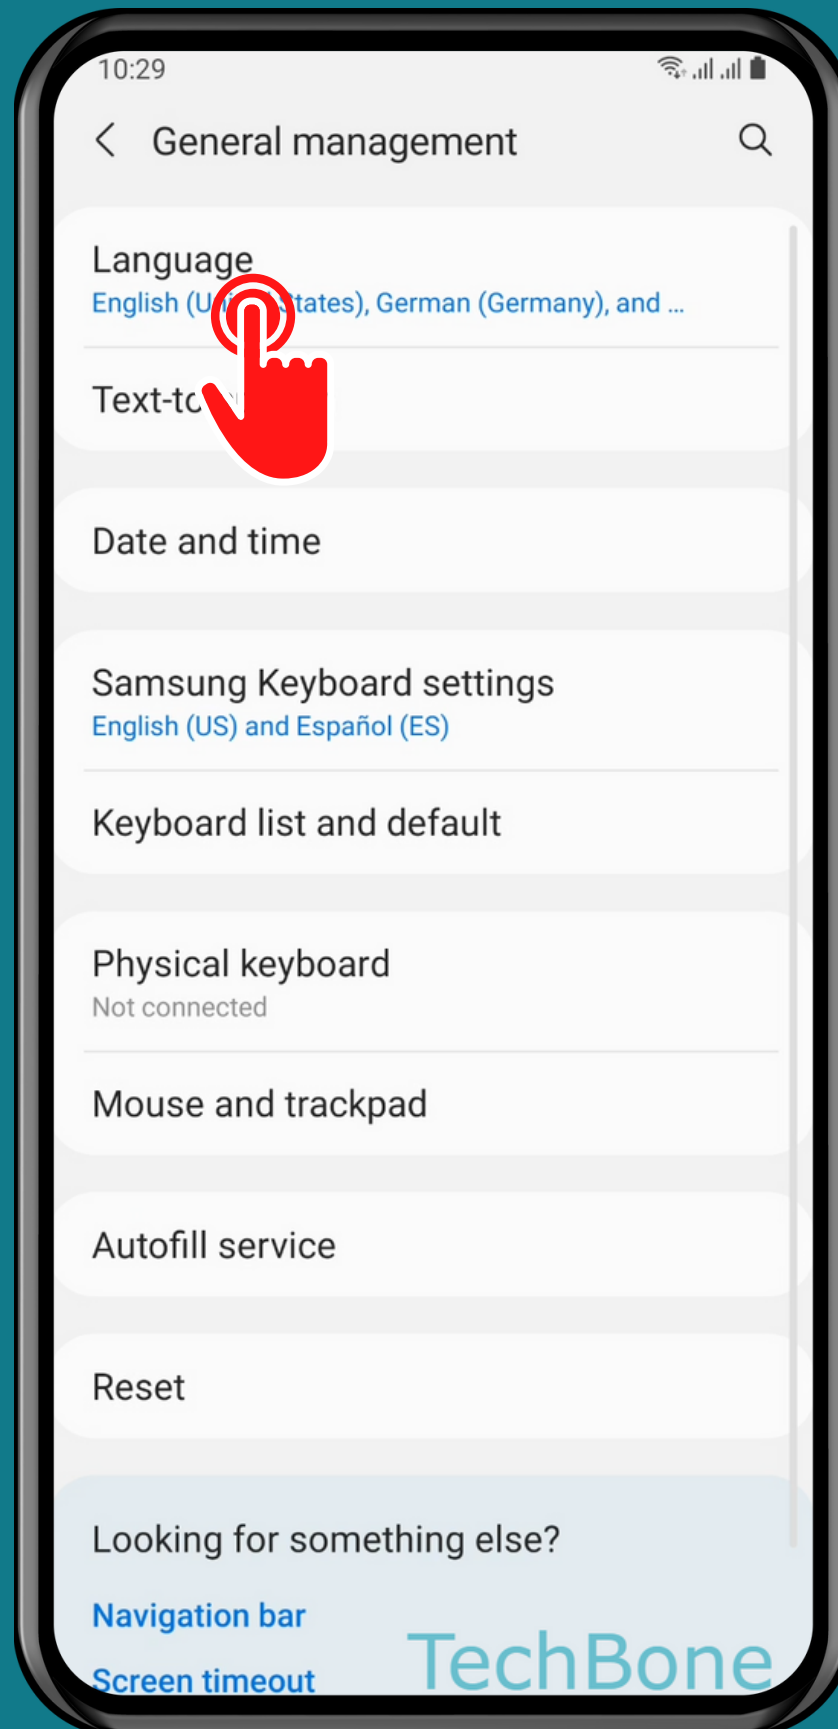 10:29
General management
Language
English (United States), German (Germany), and ...
Text-to
Date and time
Samsung Keyboard settings
English (US) and Español (ES)
Keyboard list and default
Physical keyboard
Not connected
Mouse and trackpad
Autofill service
Reset
Looking for something else?
Navigation bar
Screen timeout
TechBone